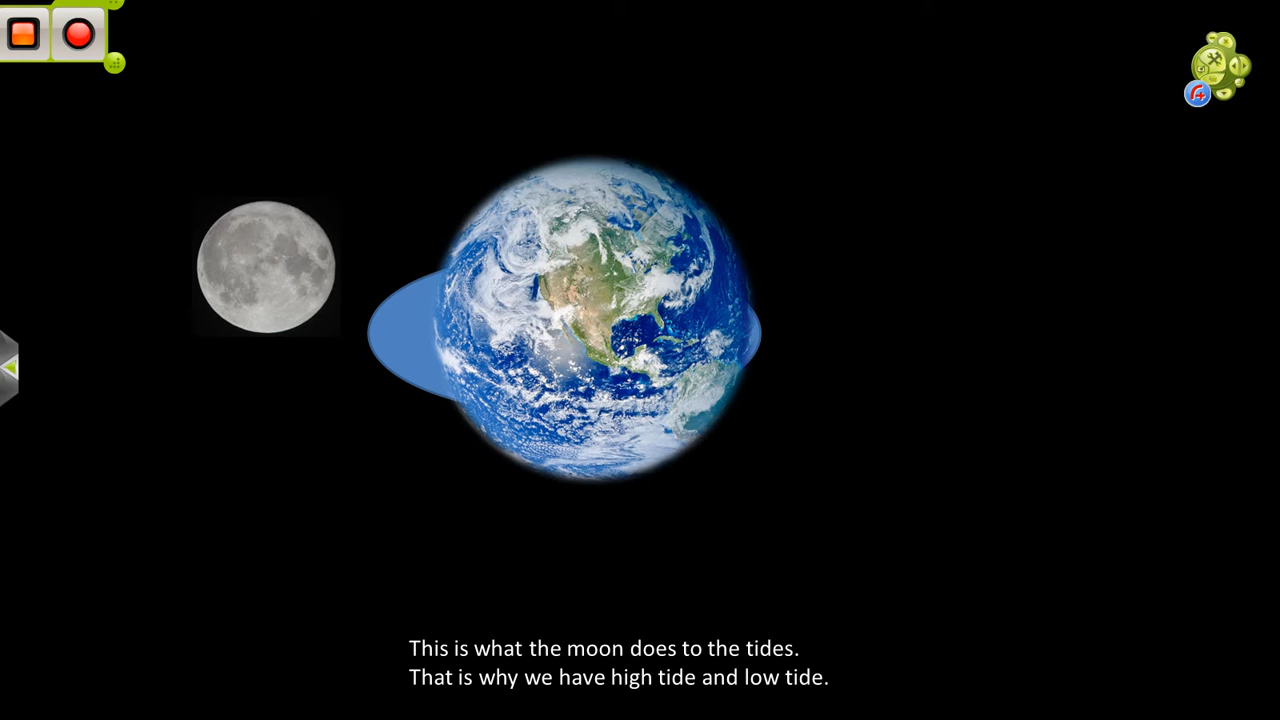 This is what the moon does to the tides.
That is why we have high tide and low tide.